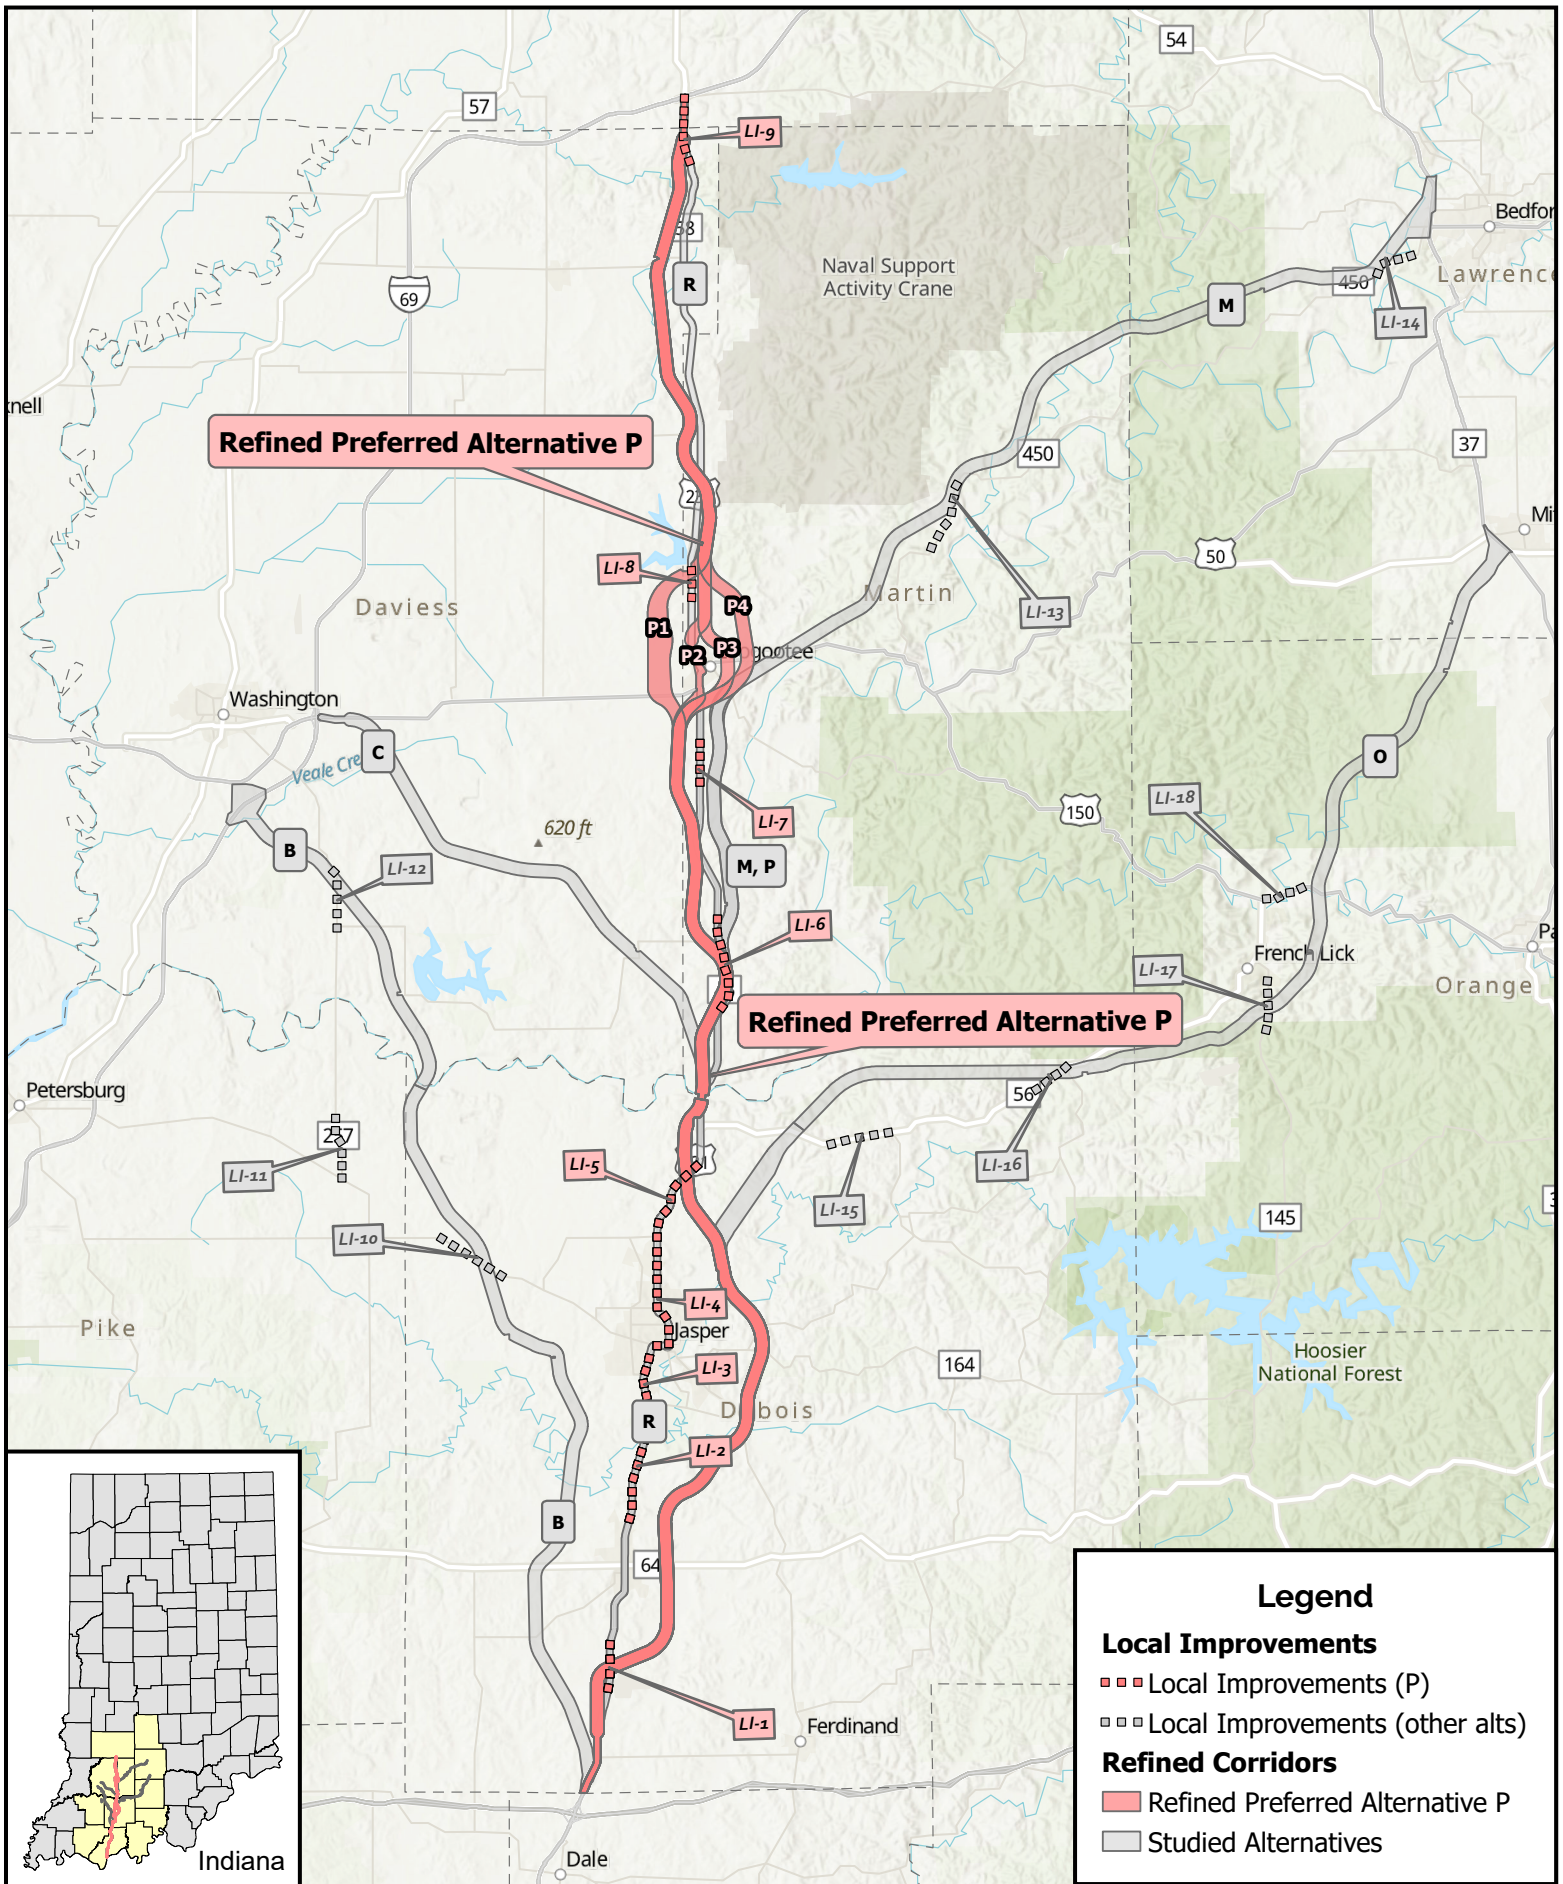 54
57
LI-9
Bedfor
58
R
Naval Support
Activity Crane
69
450
Lawrence
M
LI-14
knell
Refined Preferred Alternative P
37
450
Mi
50
LI-8
Martin
Daviess
P4
LI-13
P1
P2
P3
ogootee
Washington
C
O
Veale Cre
LI-18
150
LI-7
620 ft
B
M, P
LI-12
LI-6
Pa
French Lick
LI-17
Orange
Refined Preferred Alternative P
Petersburg
56
LI-5
LI-16
LI-11
LI-15
145
LI-10
LI-4
Pike
Jasper
Hoosier
National Forest
164
LI-3
Dubois
R
LI-2
B
64
LI-1
Ferdinand
Dale
Indiana
Legend
Local Improvements
Local Improvements (P)
Local Improvements (other alts)
Refined Corridors
Refined Preferred Alternative P
Studied Alternatives